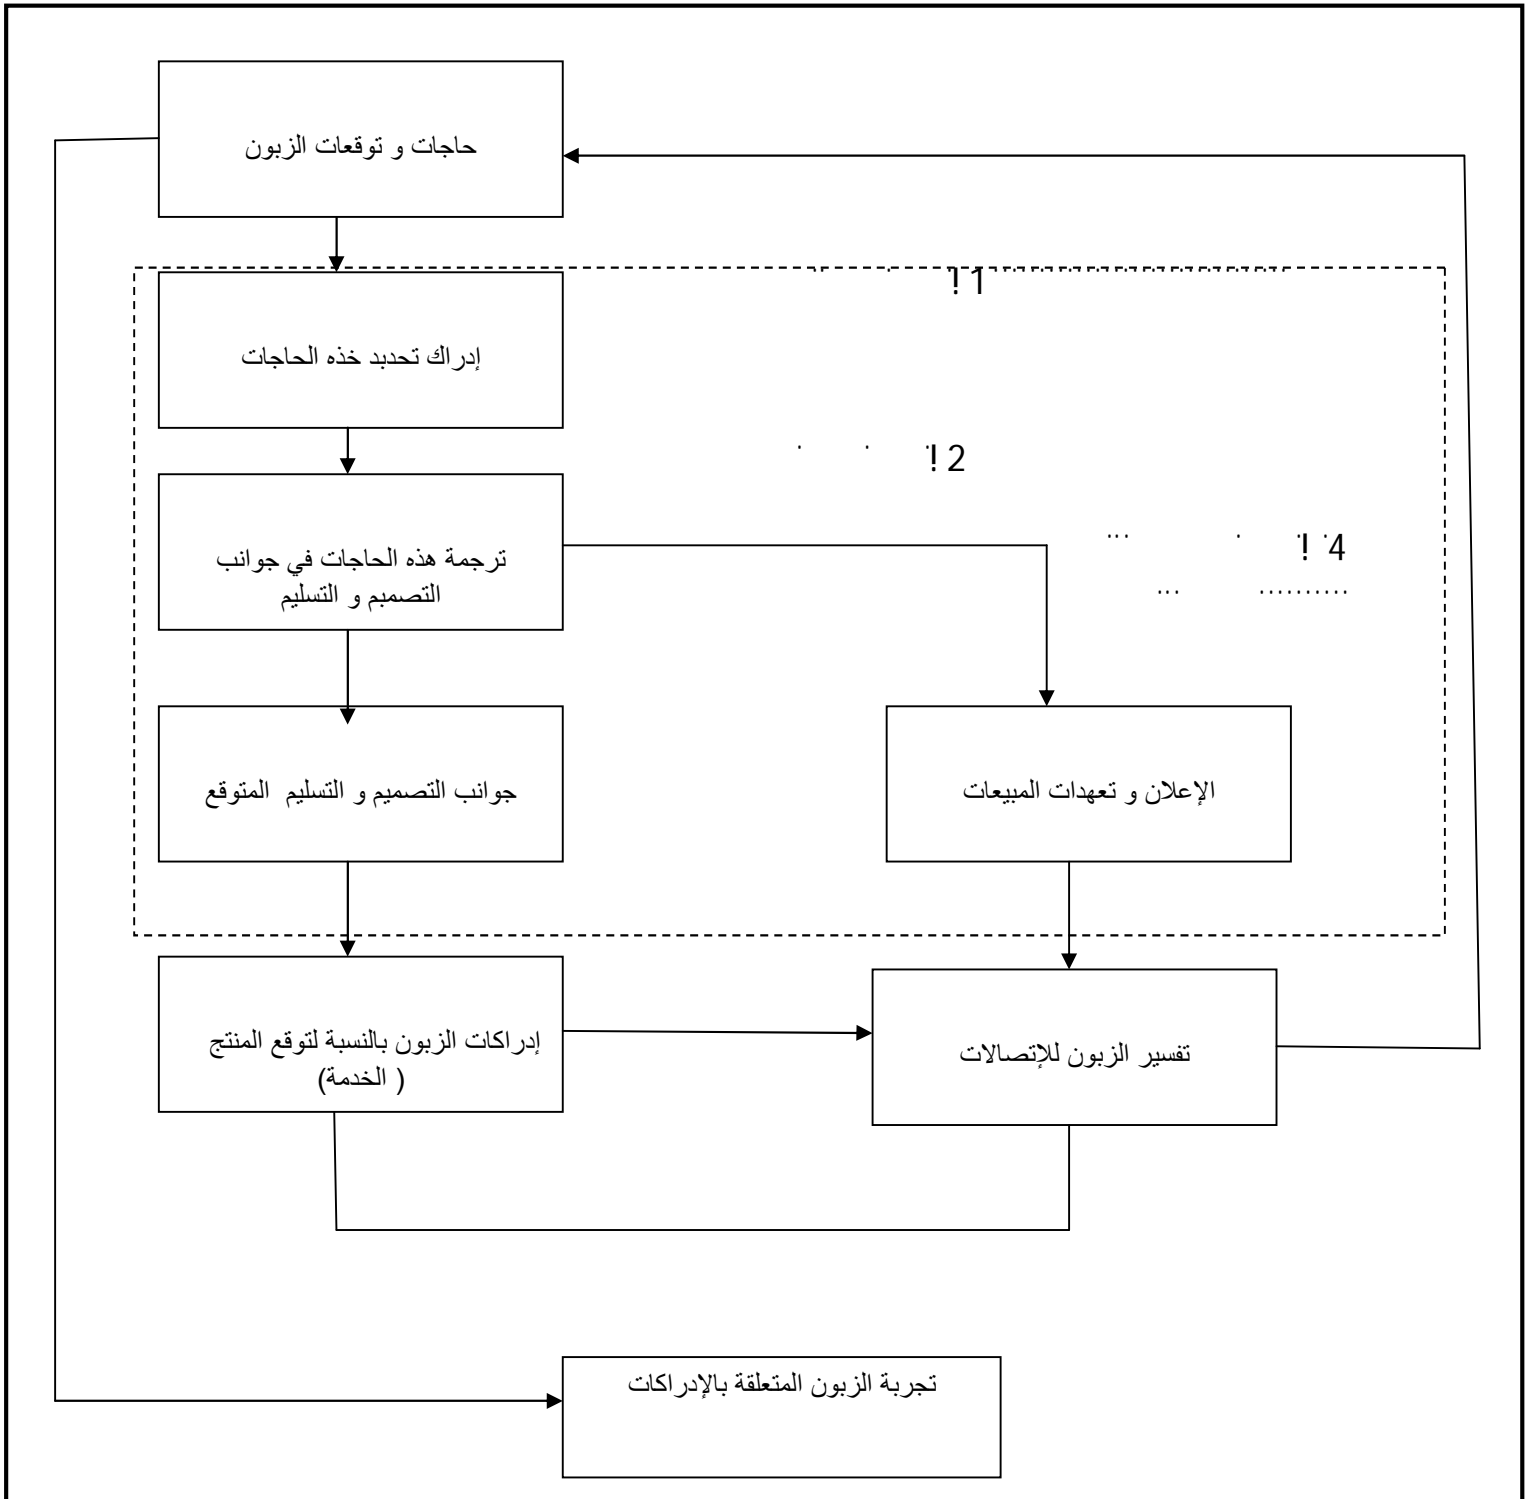 حاجات و توقعات الزبون
! 1
إدراك تحدبد خذه الحاجات
! 2
ترجمة هذه الحاجات في جوانب
التصمبم و التسليم
! 4
جوانب التصميم و التسليم المتوقع
الإعلان و تعهدات المبيعات
إدراكات الزبون بالنسبة لتوقع المنتج
( الخدمة)
تفسير الزبون للإتصالات
تجربة الزبون المتعلقة بالإدراكات